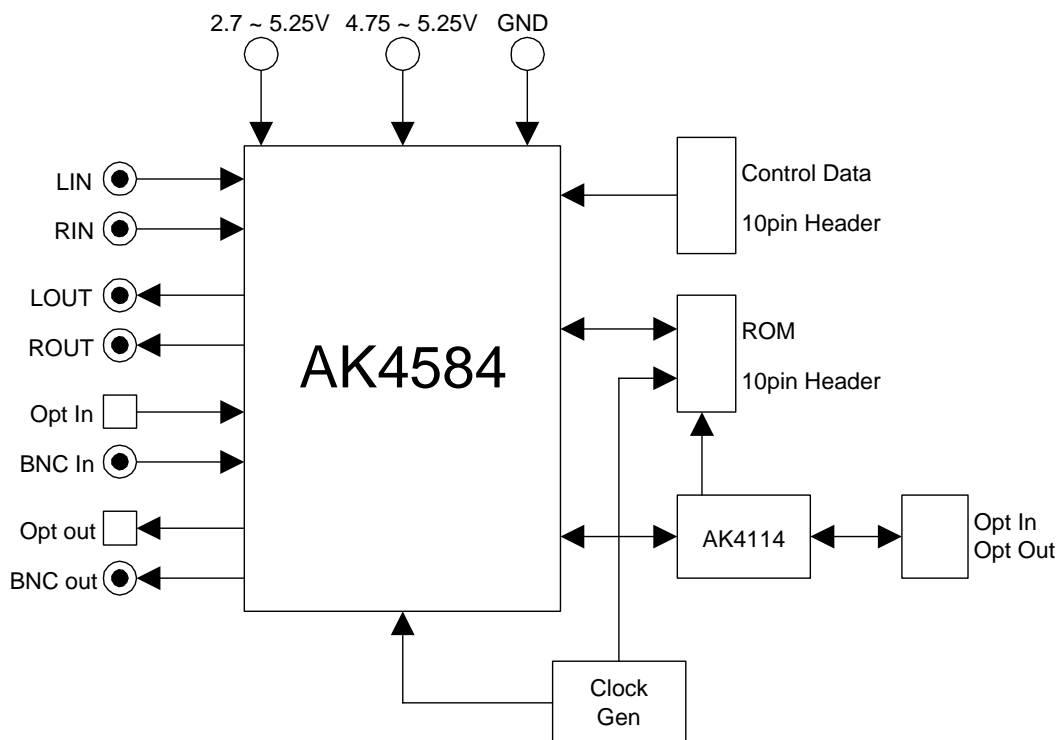 2.7 ~ 5.25V
4.75 ~ 5.25V
GND
LIN
RIN
LOUT
ROUT
Opt In
BNC In
Opt out
BNC out
AK4584
Control Data
10pin Header
ROM
10pin Header
AK4114
Opt In
Opt Out
Clock
Gen